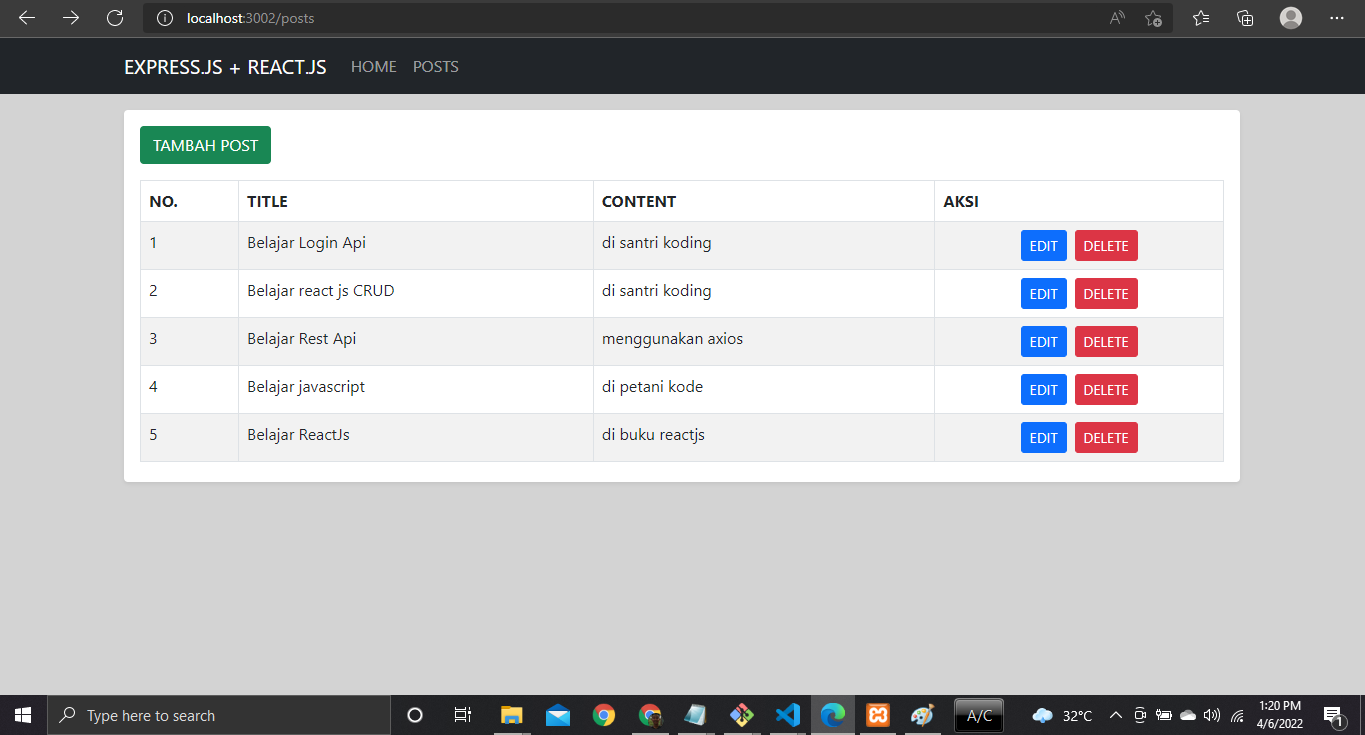 localhost:3002/posts
EXPRESS.JS + REACT.JS HOME POSTS
TAMBAH POST
NO. TITLE CONTENT AKSI
1 Belajar Login Api di santri koding EDIT DELETE
2 Belajar react js CRUD di santri koding EDIT DELETE
3 Belajar Rest Api menggunakan axios EDIT DELETE
4 Belajar javascript di petani kode EDIT DELETE
5 Belajar ReactJs di buku reactjs EDIT DELETE
Type here to search A/C 32°C 1:20 PM
4/6/2022 1